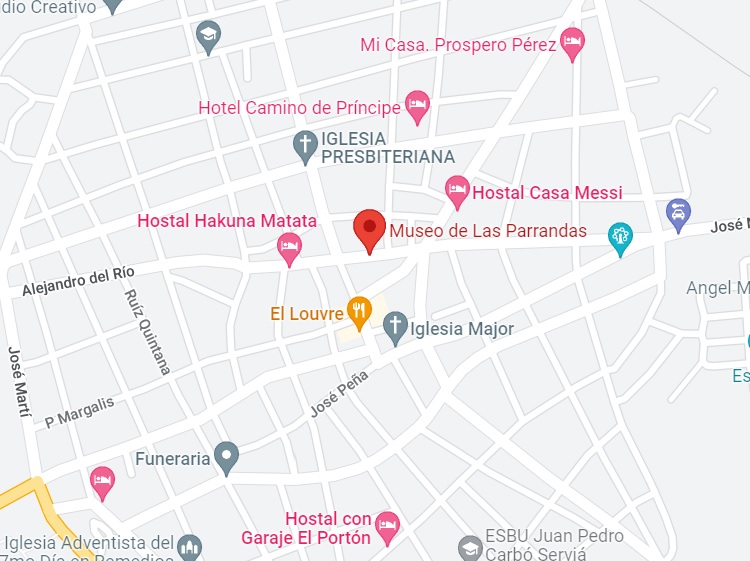 dio Creativo
Mi Casa. Prospero Pérez
Hotel Camino de Príncipe
IGLESIA
PRESBITERIANA
Hostal Casa Messi
Hostal Hakuna Matata
Museo de Las Parrandas
José M
Alejandro del Río
Ruíz Quintana
Angel M
El Louvre
Iglesia Major
José Martí
José Peña
Es
P Margalis
Funeraria
Hostal con
Garaje El Portón
ESBU Juan Pedro
Carbó Serviá
Iglesia Adventista del
7mo Día en Remedios